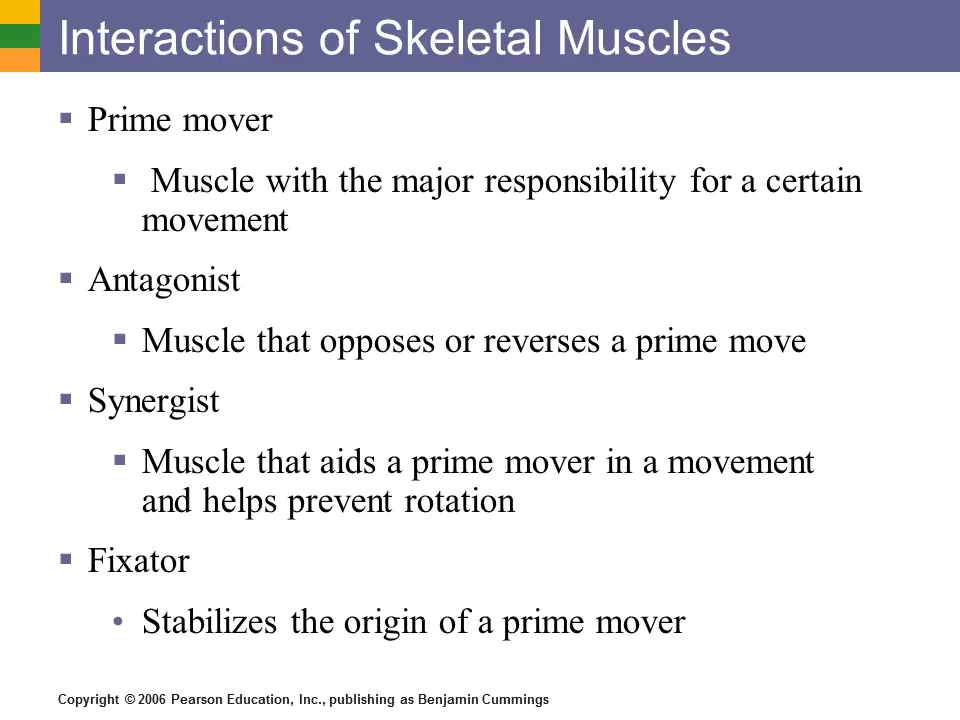 Interactions of Skeletal Muscles
▪ Prime mover
▪ Muscle with the major responsibility for a certain
movement
▪ Antagonist
▪ Muscle that opposes or reverses a prime move
▪ Synergist
▪ Muscle that aids a prime mover in a movement
and helps prevent rotation
▪ Fixator
• Stabilizes the origin of a prime mover
Copyright © 2006 Pearson Education, Inc., publishing as Benjamin Cummings